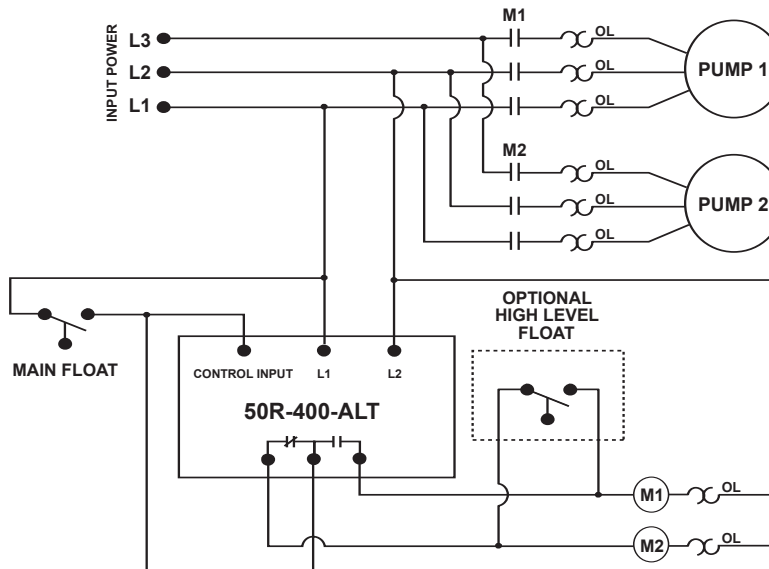 M1
INPUT POWER
L3
OL
L2
OL
PUMP 1
L1
OL
M2
OL
OL
PUMP 2
OL
OPTIONAL
HIGH LEVEL
FLOAT
MAIN FLOAT
CONTROL INPUT
L1
L2
50R-400-ALT
M1
OL
M2
OL